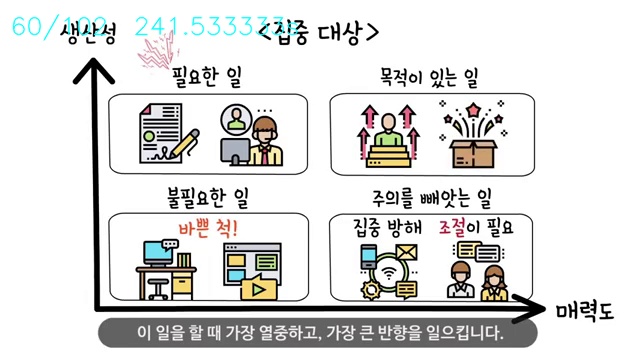 60/102 241.533333s
생산성 <집중 대상>
필요한 일 목적이 있는 일
불필요한 일 주의를 빼앗는 일
바쁜 척! 집중 방해 조절이 필요
매력도
이 일을 할 때 가장 열중하고, 가장 큰 반향을 일으킵니다.